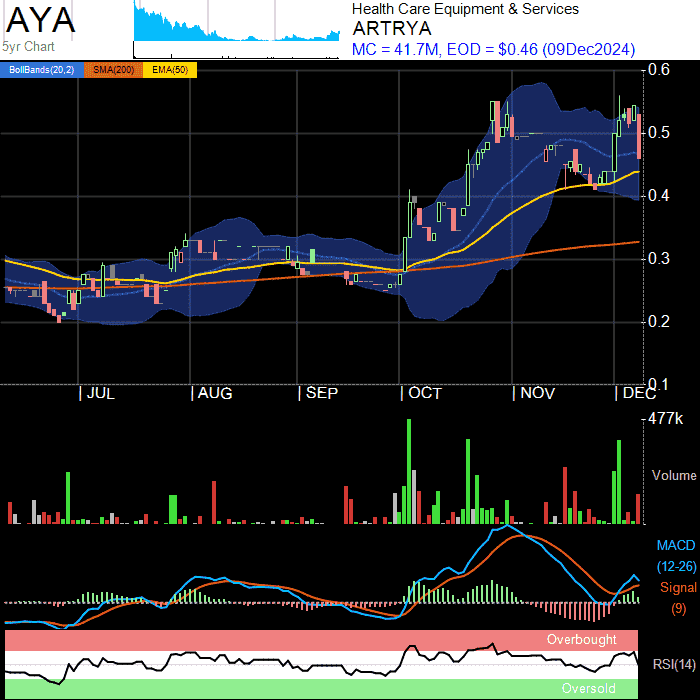 AYA
5yr Chart
Health Care Equipment & Services
ARTRYA
MC = 41.7M, EOD = $0.46 (09Dec2024)
BollBands(20,2) SMA(200) EMA(50)
0.6
0.5
0.4
0.3
0.2
0.1
JUL AUG SEP OCT NOV DEC
477k
Volume
MACD
(12-26)
Signal
(9)
Overbought
RSI(14)
Oversold